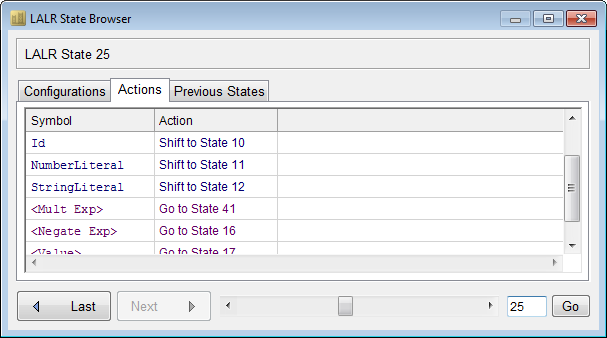 LALR State Browser
LALR State 25
Configurations Actions Previous States
Symbol Action
Id Shift to State 10
NumberLiteral Shift to State 11
StringLiteral Shift to State 12
<Mult Exp> Go to State 41
<Negate Exp> Go to State 16
<Value> Go to State 17
Last Next 25 Go